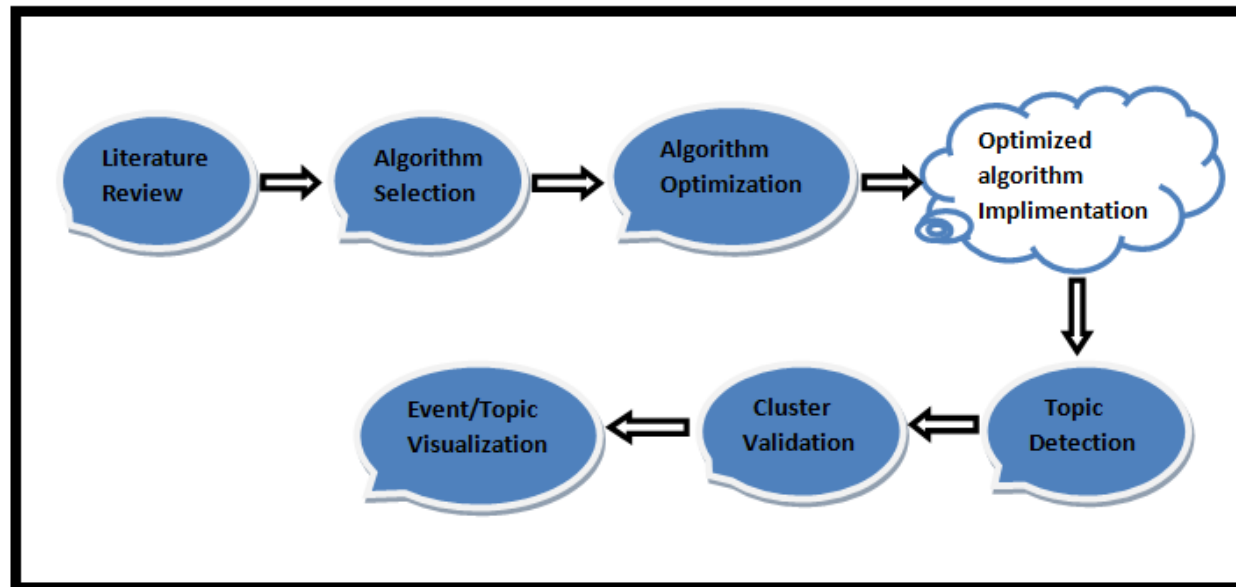 Literature
Review
Algorithm
Selection
Algorithm
Optimization
Optimized
algorithm
Implimentation
Topic
Detection
Cluster
Validation
Event/Topic
Visualization